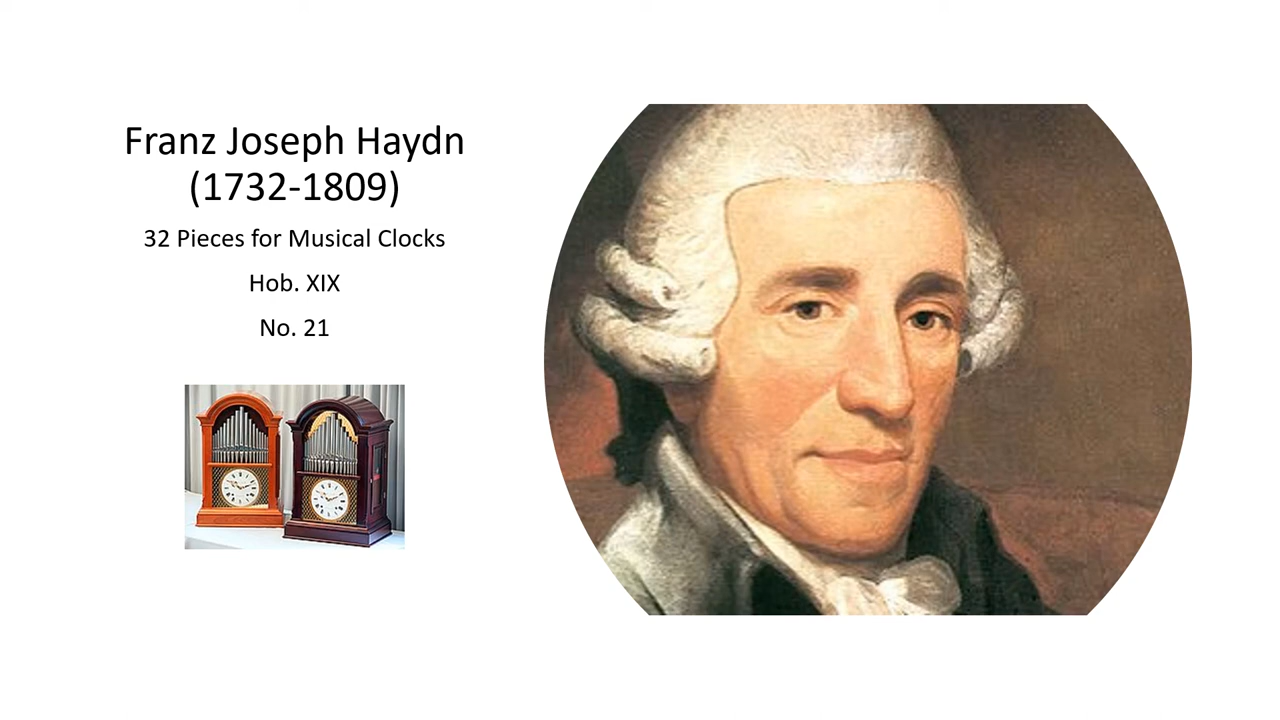 Franz Joseph Haydn
(1732-1809)
32 Pieces for Musical Clocks
Hob. XIX
No. 21